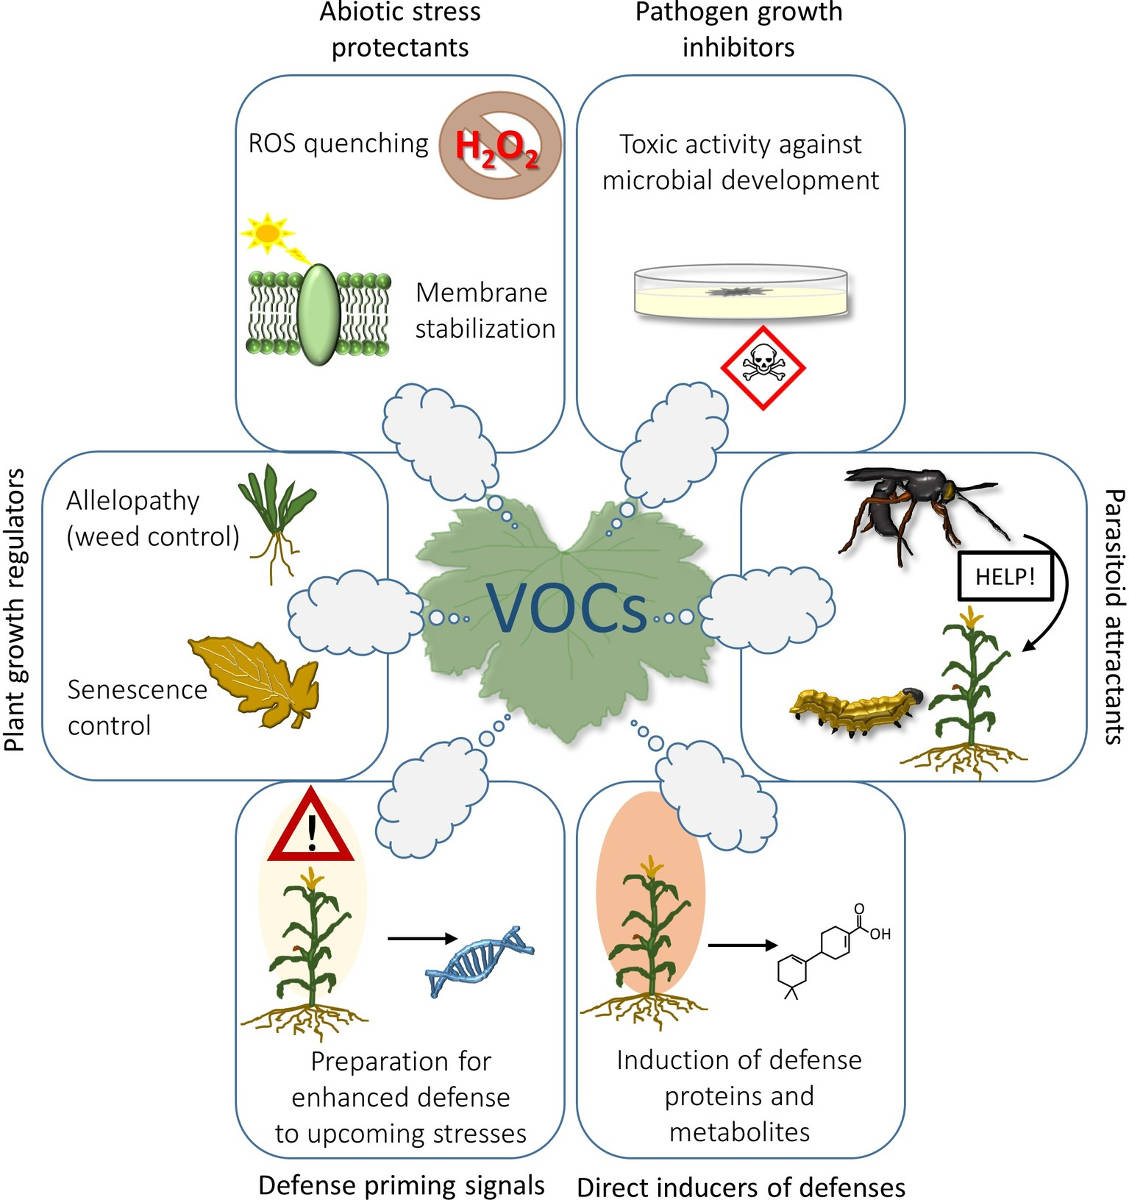 Abiotic stress
protectants
Pathogen growth
inhibitors
ROS quenching
H₂O₂
Membrane
stabilization
Toxic activity against
microbial development
Plant growth regulators
Allelopathy
(weed control)
Senescence
control
VOCs
HELP!
Parasitoid attractants
!
Preparation for
enhanced defense
to upcoming stresses
O
OH
Induction of defense
proteins and
metabolites
Defense priming signals
Direct inducers of defenses